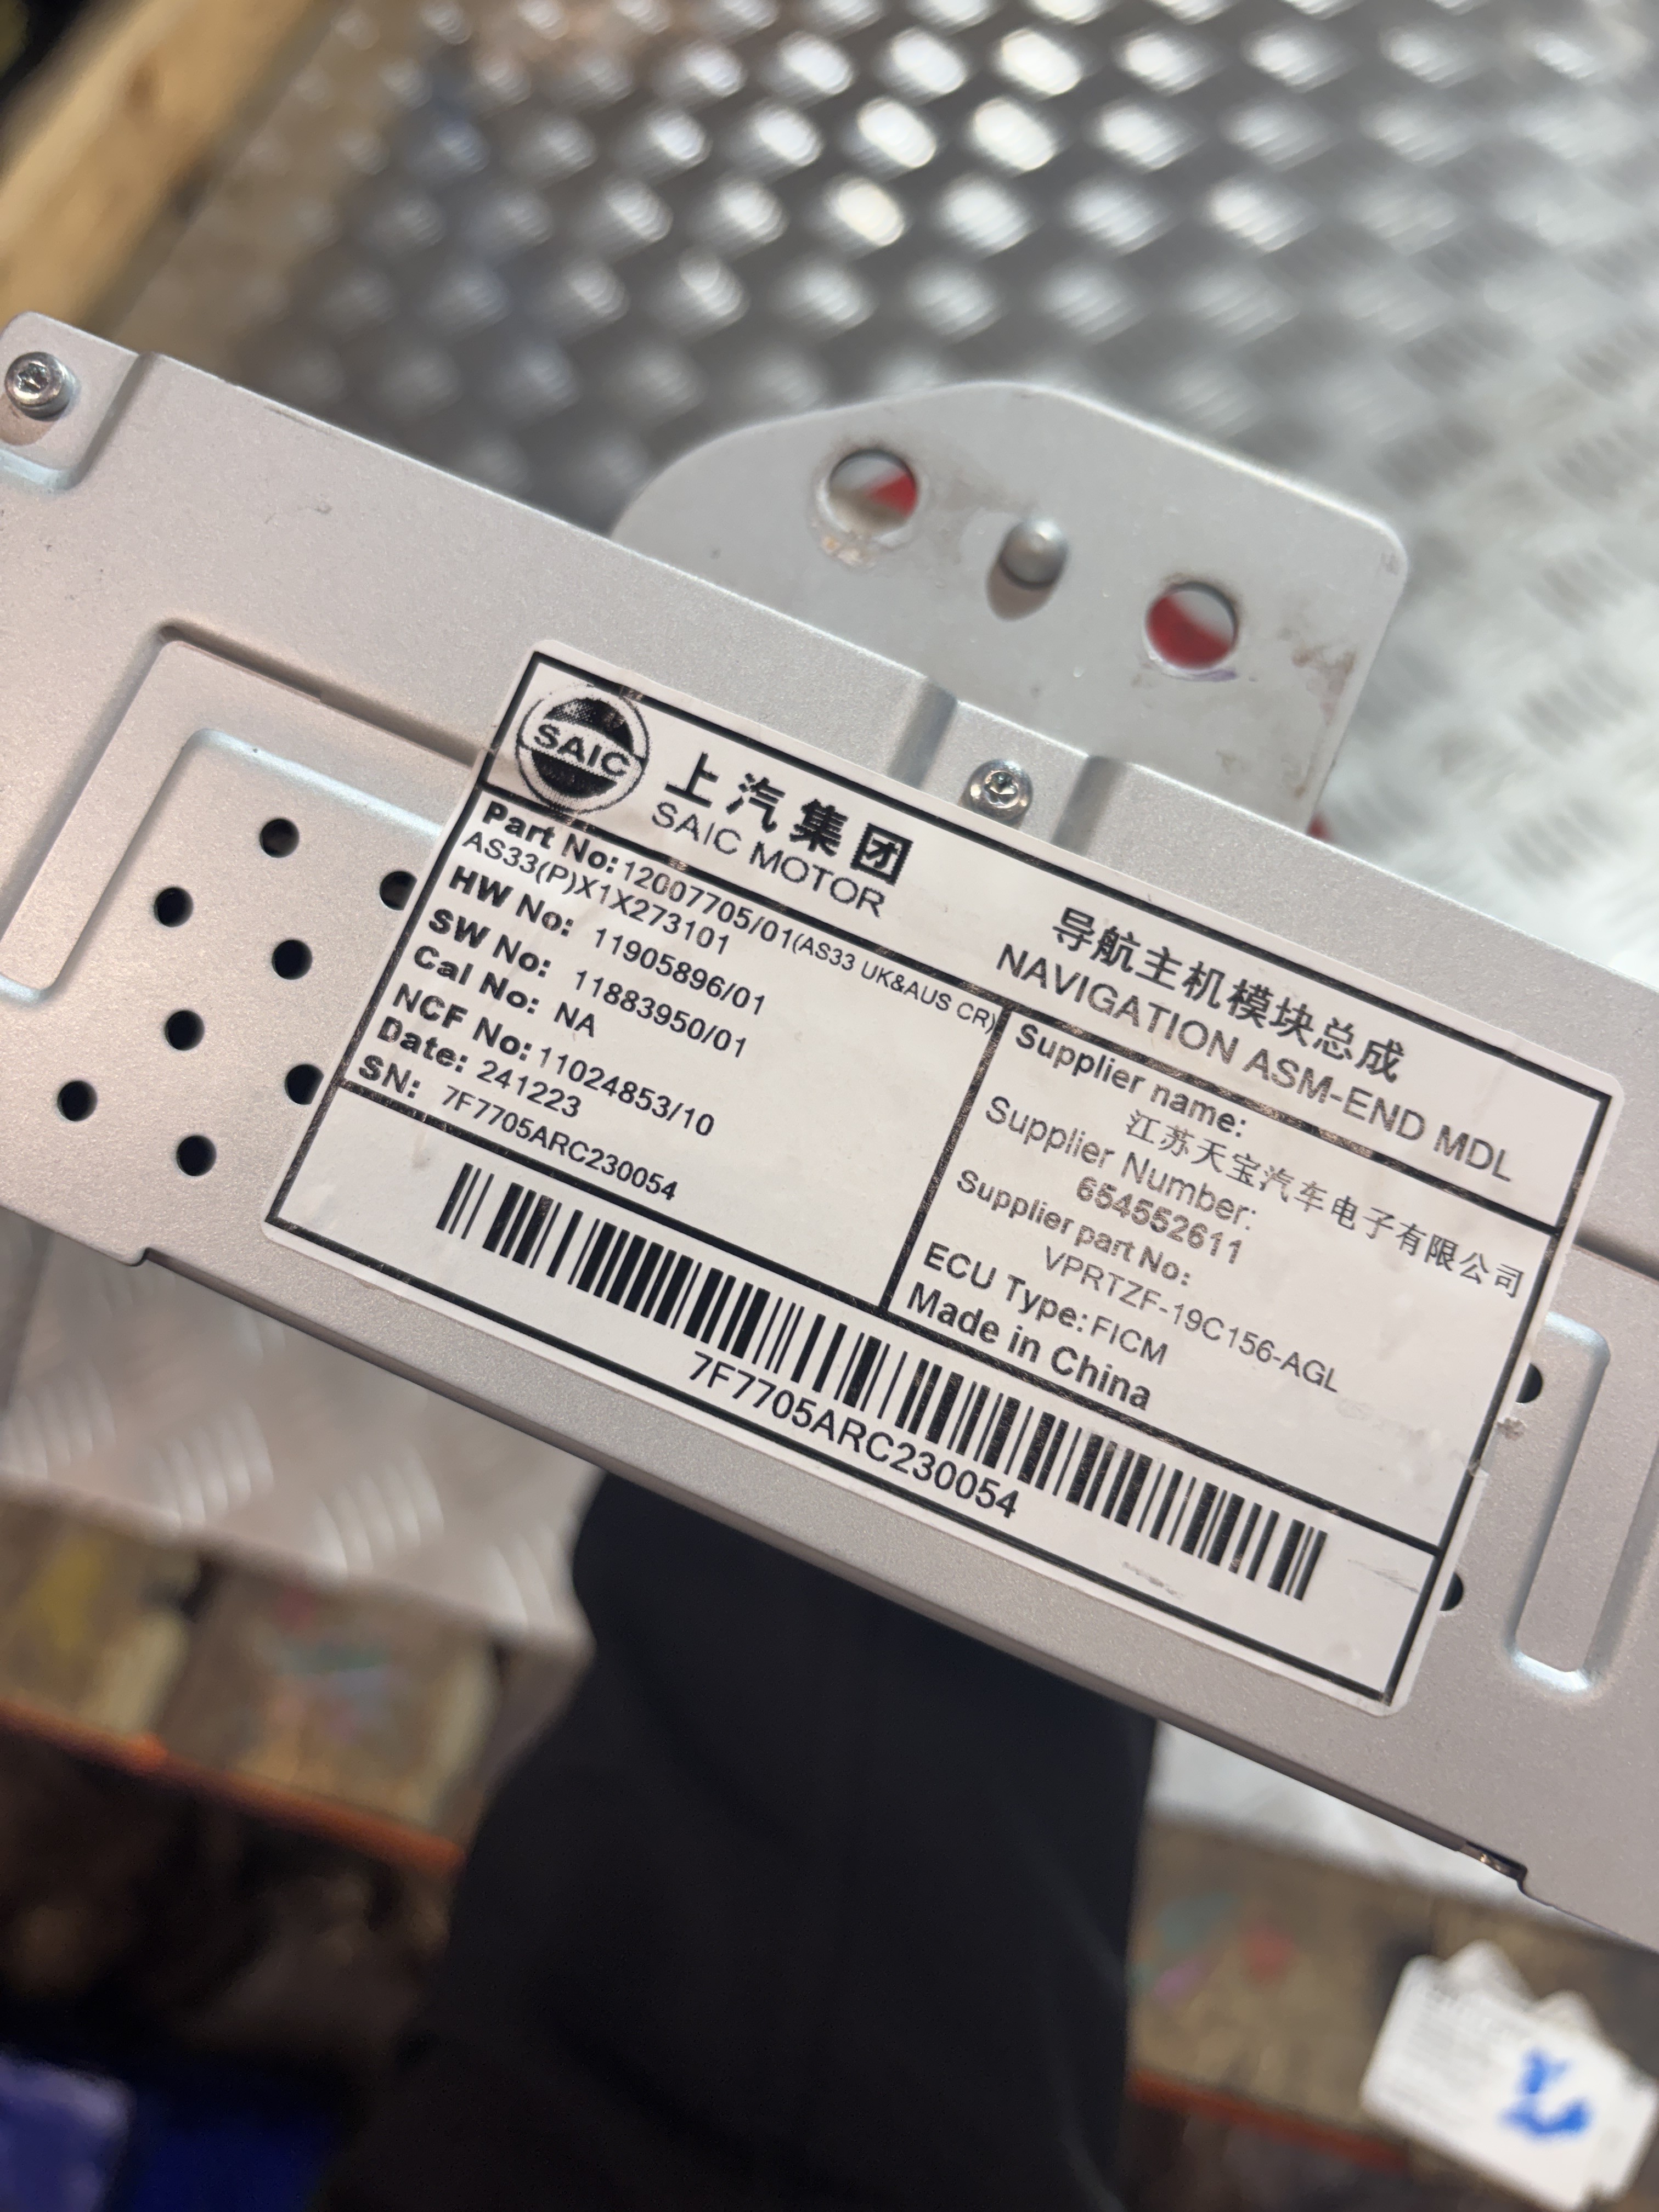 SAIC
上汽集团
SAIC MOTOR
导航主机模块总成
NAVIGATION ASM-END MDL
Part No:12007705/01(AS33 UK&AUS CR)
AS33(P)X1X273101
HW No: 11905896/01
SW No: 11883950/01
Cal No: NA
NCF No:11024853/10
Date: 241223
SN: 7F7705ARC230054
Supplier name:
江苏天宝汽车电子有限公司
Supplier Number:
654552611
Supplier part No:
VPRTZF-19C156-AGL
ECU Type:FICM
Made in China
7F7705ARC230054